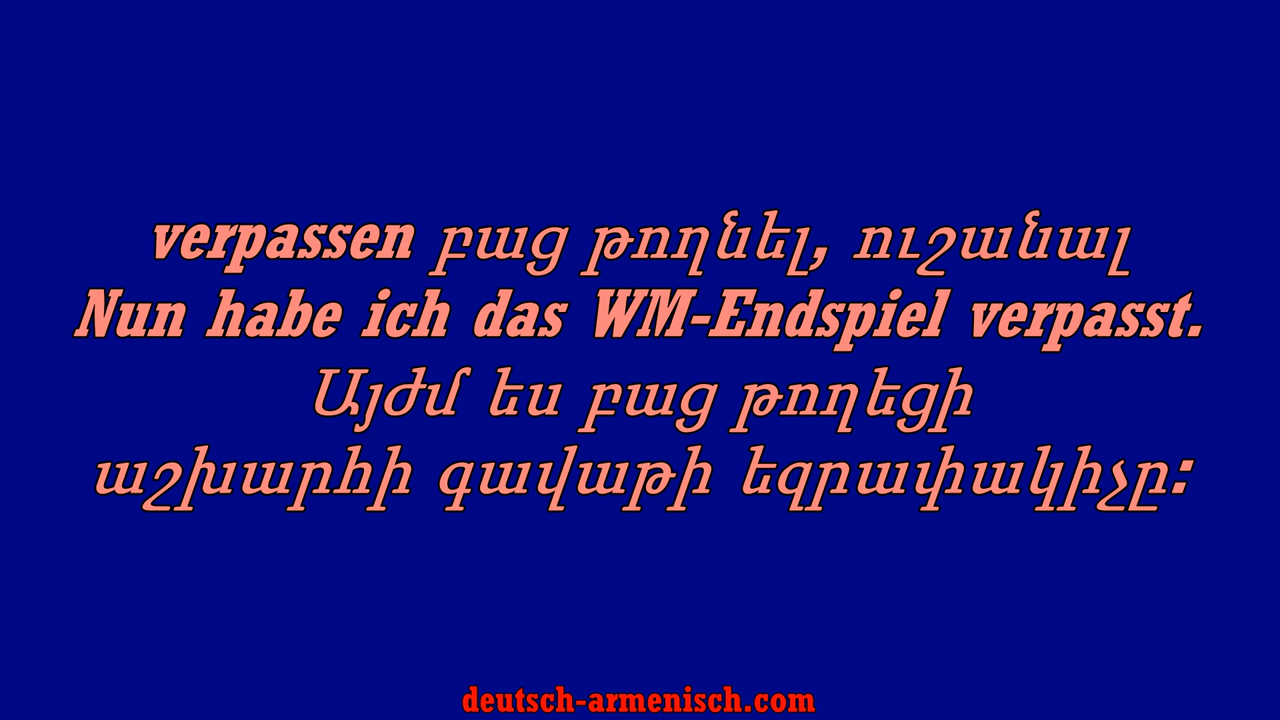 verpassen բաց թողնել, ուշանալ
Nun habe ich das WM-Endspiel verpasst.
Այժմ ես բաց թողեցի
աշխարհի գավաթի եզրափակիչը:
deutsch-armenisch.com